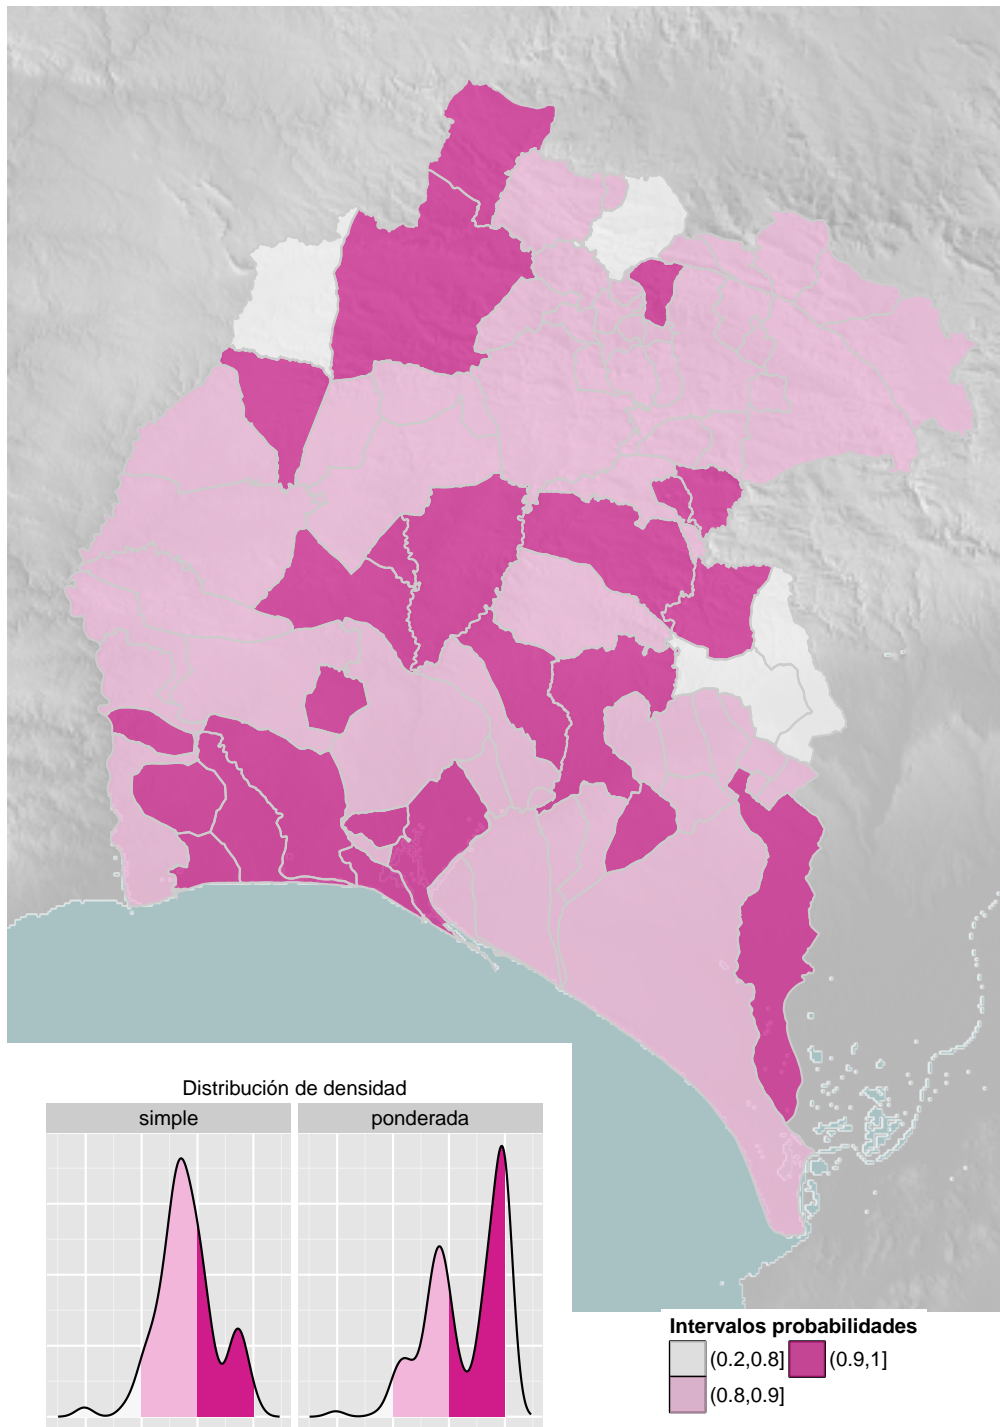 Distribución de densidad
simple
ponderada
Intervalos probabilidades
(0.2,0.8]
(0.9,1]
(0.8,0.9]